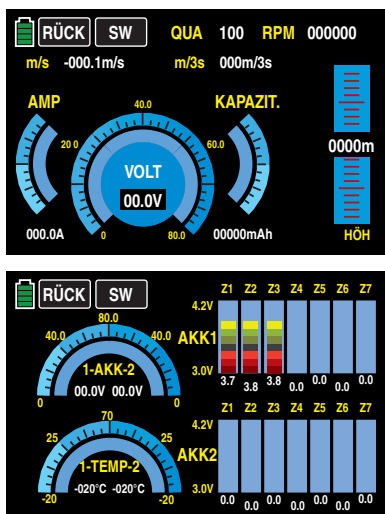 RÜCK SW QUA 100 RPM 000000
m/s -000.1m/s m/3s 000m/3s
AMP 40.0 KAPAZIT.
20 0 60.0
VOLT 0000m
00.0V
000.0A 0 80.0 00000mAh HÖH
RÜCK SW Z1 Z2 Z3 Z4 Z5 Z6 Z7
80.0 4.2V
40.0 40.0 AKK1
1-AKK-2 3.0V
00.0V 00.0V 3.7 3.8 3.8 0.0 0.0 0.0 0.0
0 0 Z1 Z2 Z3 Z4 Z5 Z6 Z7
70 4.2V
25 25 AKK2
1-TEMP-2
-020°C -020°C 3.0V
-20 -20 0.0 0.0 0.0 0.0 0.0 0.0 0.0